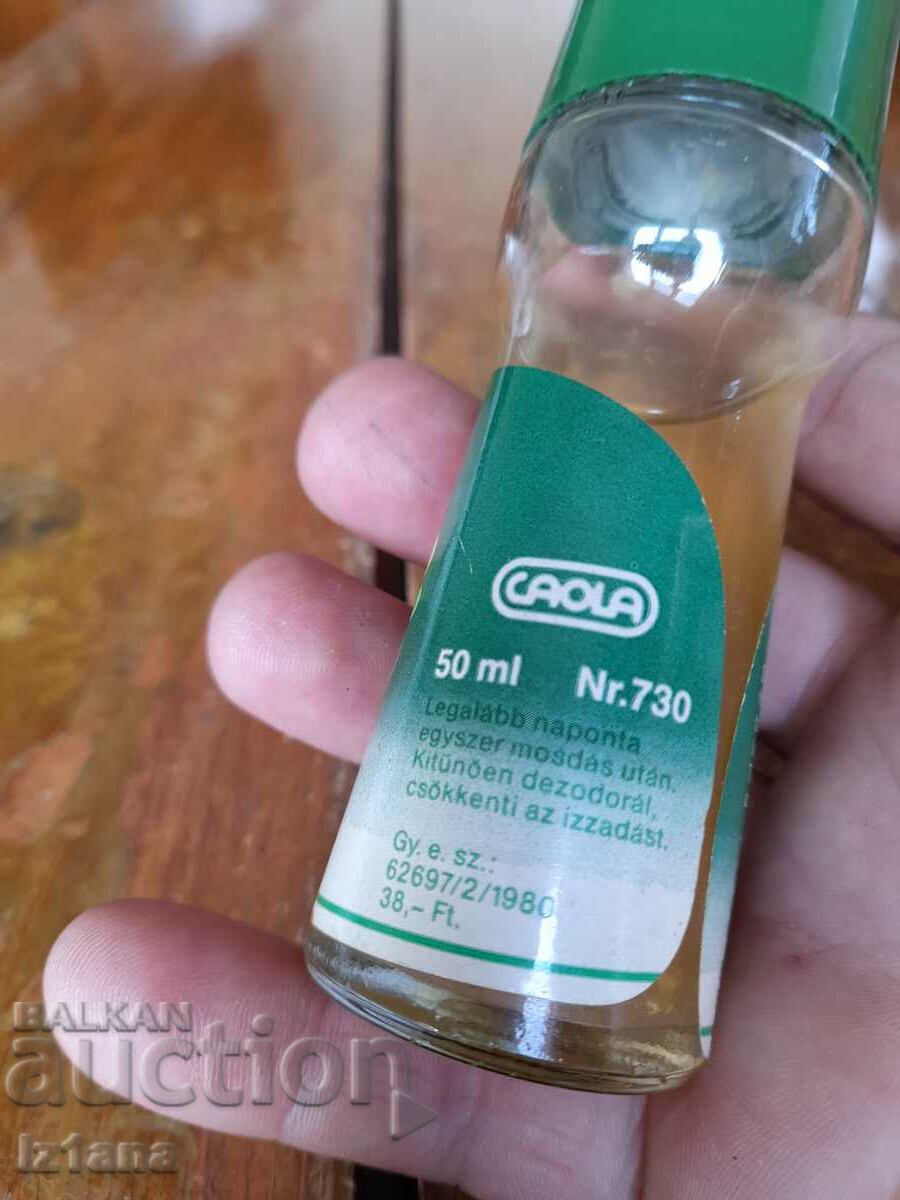 CAOLA
50 ml Nr.730
Legalább naponta
egyszer mosdás után.
Kitünően dezodorál,
csökkenti az izzadást.
Gy. e. sz.:
62697/2/1980
38,- Ft.
BALKAN
auction
Iz1ana